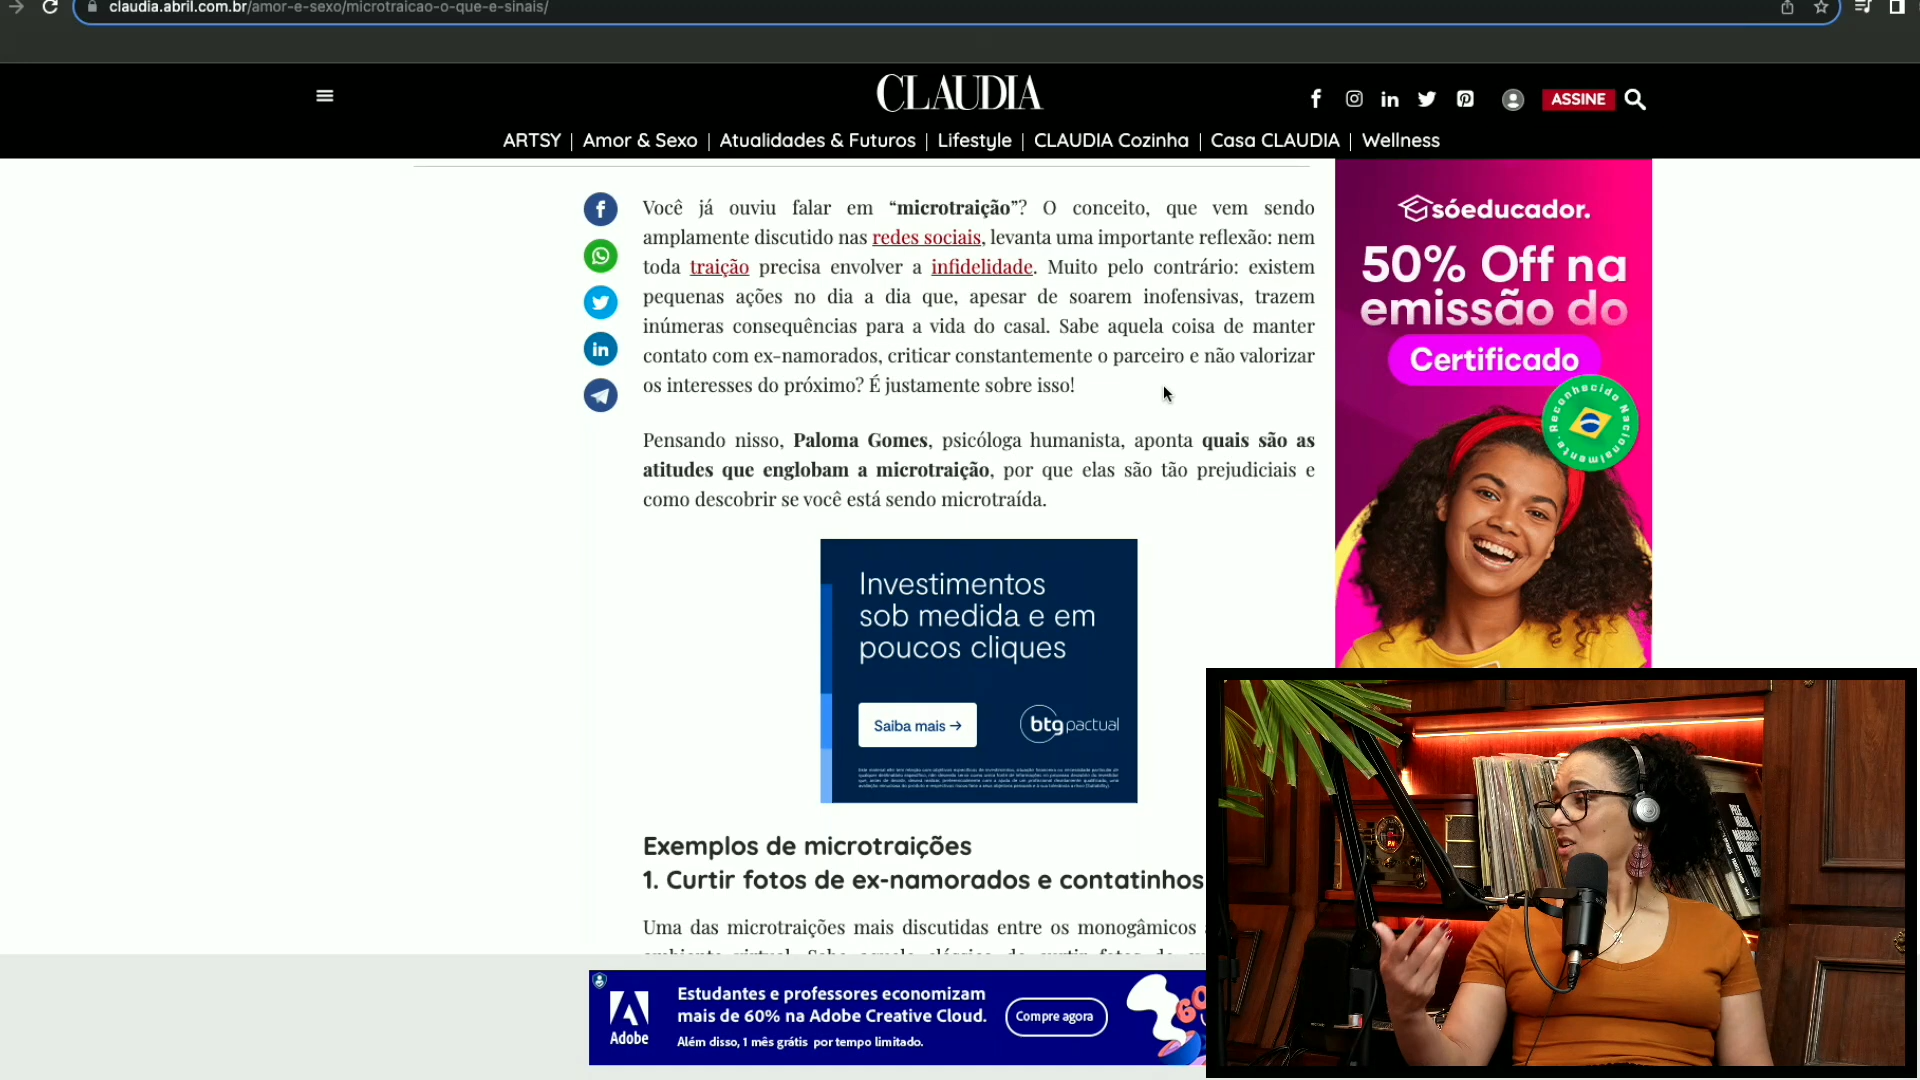 claudia.abril.com.br/amor-e-sexo/microtraicao-o-que-e-sinais/
CLAUDIA
ASSINE
ARTSY | Amor & Sexo | Atualidades & Futuros | Lifestyle | CLAUDIA Cozinha | Casa CLAUDIA | Wellness
Você já ouviu falar em “microtraição”? O conceito, que vem sendo
amplamente discutido nas redes sociais, levanta uma importante reflexão: nem
toda traição precisa envolver a infidelidade. Muito pelo contrário: existem
pequenas ações no dia a dia que, apesar de soarem inofensivas, trazem
inúmeras consequências para a vida do casal. Sabe aquela coisa de manter
contato com ex-namorados, criticar constantemente o parceiro e não valorizar
os interesses do próximo? É justamente sobre isso!
Pensando nisso, Paloma Gomes, psicóloga humanista, aponta quais são as
atitudes que englobam a microtraição, por que elas são tão prejudiciais e
como descobrir se você está sendo microtraída.
sóeducador.
50% Off na
emissão do
Certificado
Reconhecido Nacionalmente
Investimentos
sob medida e em
poucos cliques
Saiba mais →
btgpactual
Exemplos de microtraições
1. Curtir fotos de ex-namorados e contatinhos
Uma das microtraições mais discutidas entre os monogâmicos
Adobe
Estudantes e professores economizam
mais de 60% na Adobe Creative Cloud.
Além disso, 1 mês grátis por tempo limitado.
Compre agora